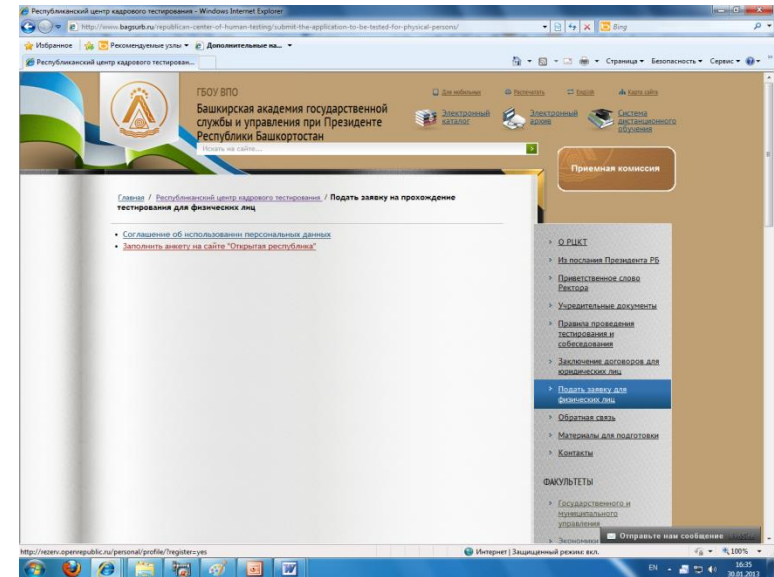 Республиканский центр кадрового тестирования - Windows Internet Explorer
http://www.bagsurb.ru/republican-center-of-human-testing/submit-the-application-to-be-tested-for-physical-persons/
Bing
Избранное
Рекомендуемые узлы
Дополнительные на...
Республиканский центр кадрового тестирован...
Страница
Безопасность
Сервис
ГБОУ ВПО
Башкирская академия государственной
службы и управления при Президенте
Республики Башкортостан
Для мобильных
Распечатать
English
Карта сайта
Электронный
каталог
Электронный
архив
Система
дистанционного
обучения
Искать на сайте...
Приемная комиссия
Главная / Республиканский центр кадрового тестирования / Подать заявку на прохождение
тестирования для физических лиц
• Соглашение об использовании персональных данных
• Заполнить анкету на сайте "Открытая республика"
О РЦКТ
Из послания Президента РБ
Приветственное слово
Ректора
Учредительные документы
Правила проведения
тестирования и
собеседования
Заключение договоров для
юридических лиц
Подать заявку для
физических лиц
Обратная связь
Материалы для подготовки
Контакты
ФАКУЛЬТЕТЫ
Государственного и
муниципального
управления
Экономики
Отправьте нам сообщение
http://rezerv.openrepublic.ru/personal/profile/?register=yes
Интернет | Защищенный режим: вкл.
100%
EN
16:35
30.01.2013